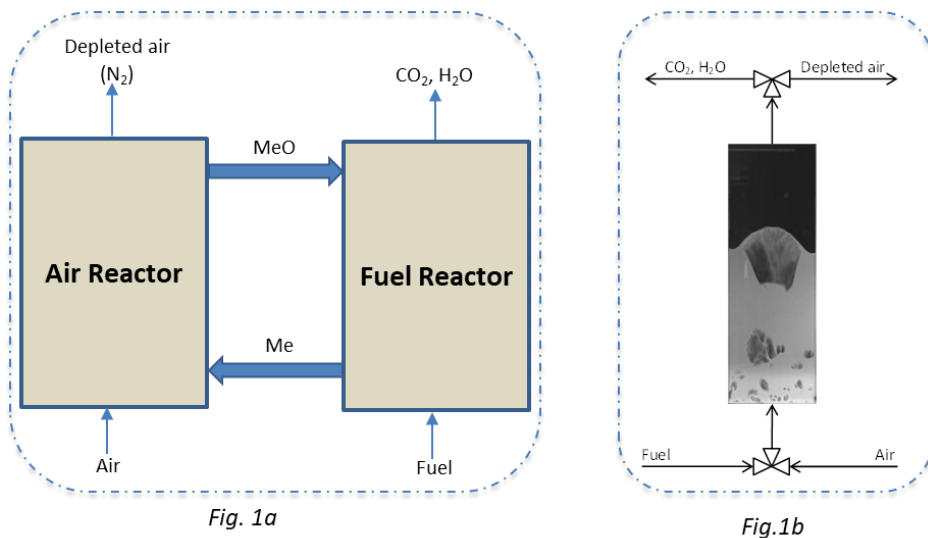 Depleted air
(N₂)
CO₂, H₂O
MeO
Air Reactor
Fuel Reactor
Me
Air
Fuel
Fig. 1a
CO₂, H₂O
Depleted air
Fuel
Air
Fig.1b